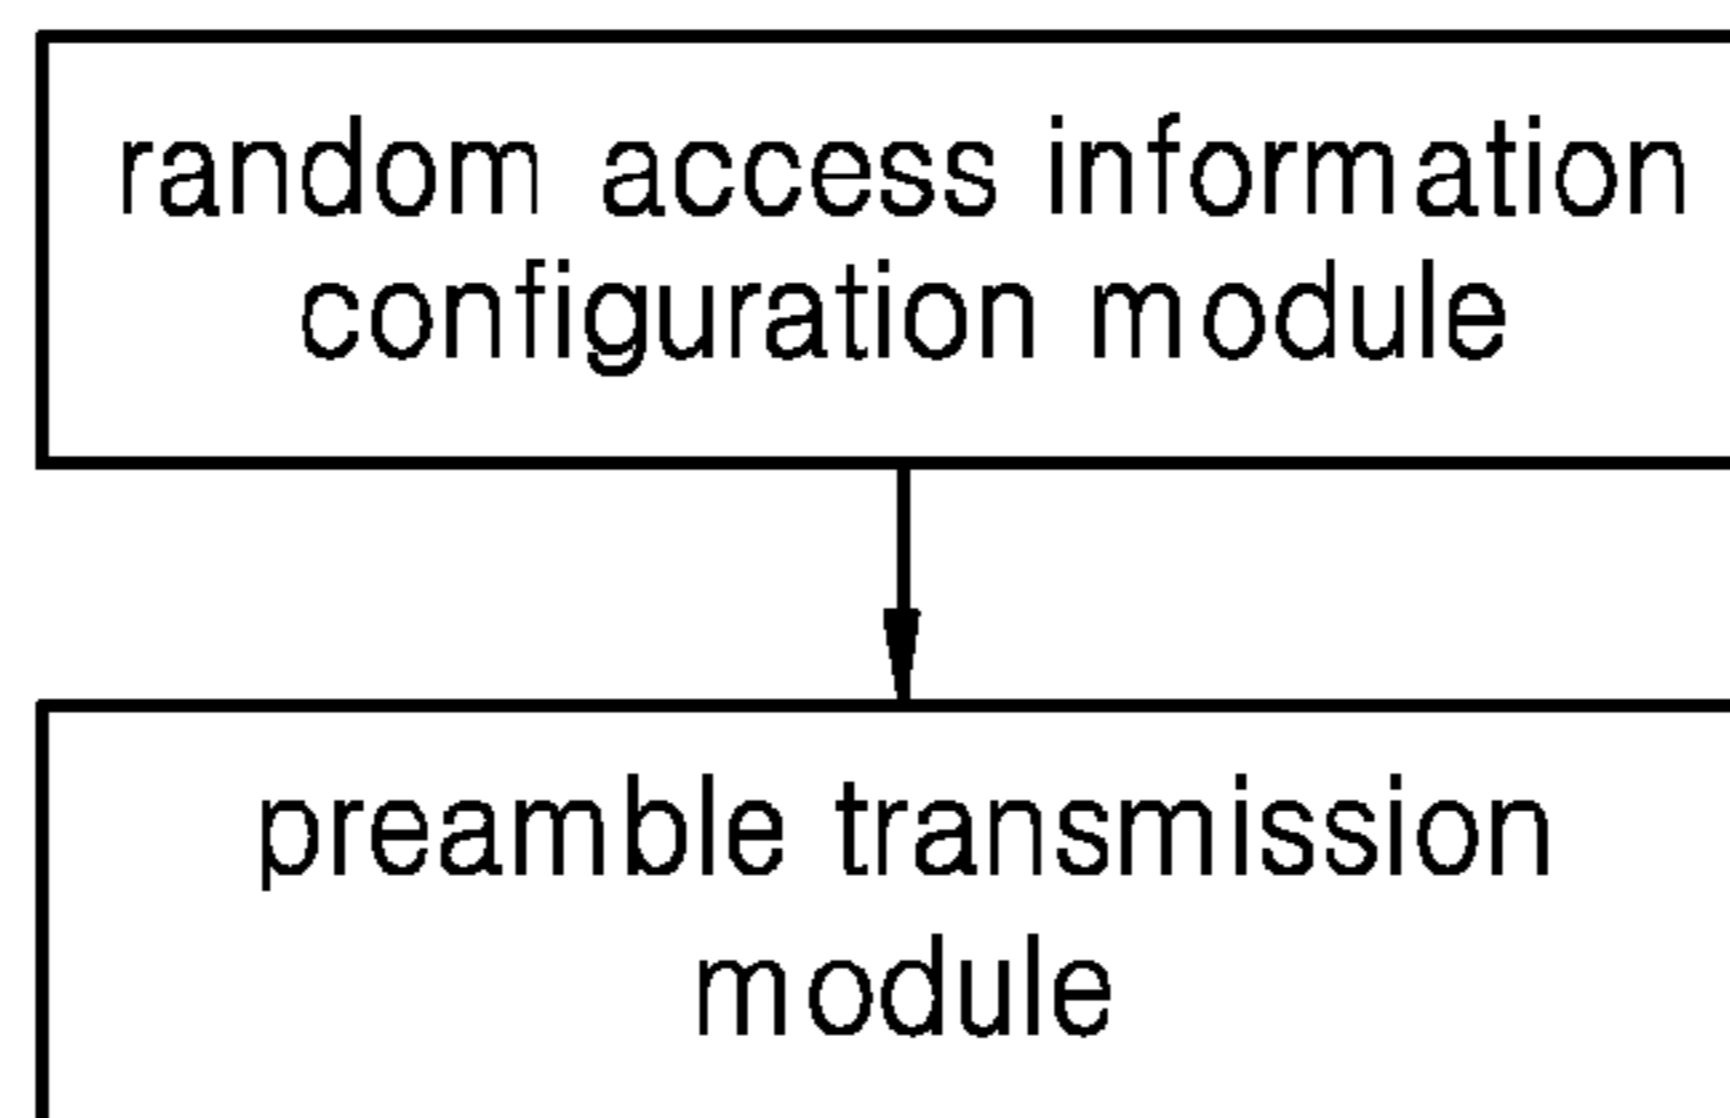 random access information
configuration module
preamble transmission
module